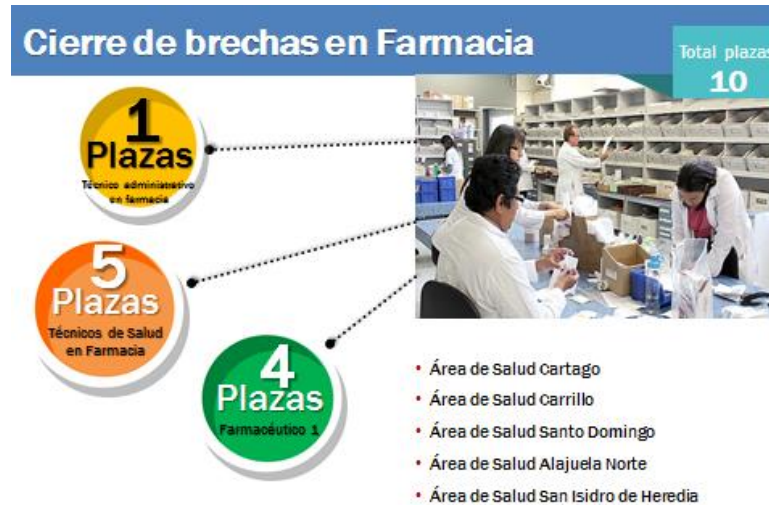 Cierre de brechas en Farmacia
Total plazas
10
1
Plazas
Técnico administrativo
en farmacia
5
Plazas
Técnicos de Salud
en Farmacia
4
Plazas
Farmacéutico 1
• Área de Salud Cartago
• Área de Salud Carrillo
• Área de Salud Santo Domingo
• Área de Salud Alajuela Norte
• Área de Salud San Isidro de Heredia